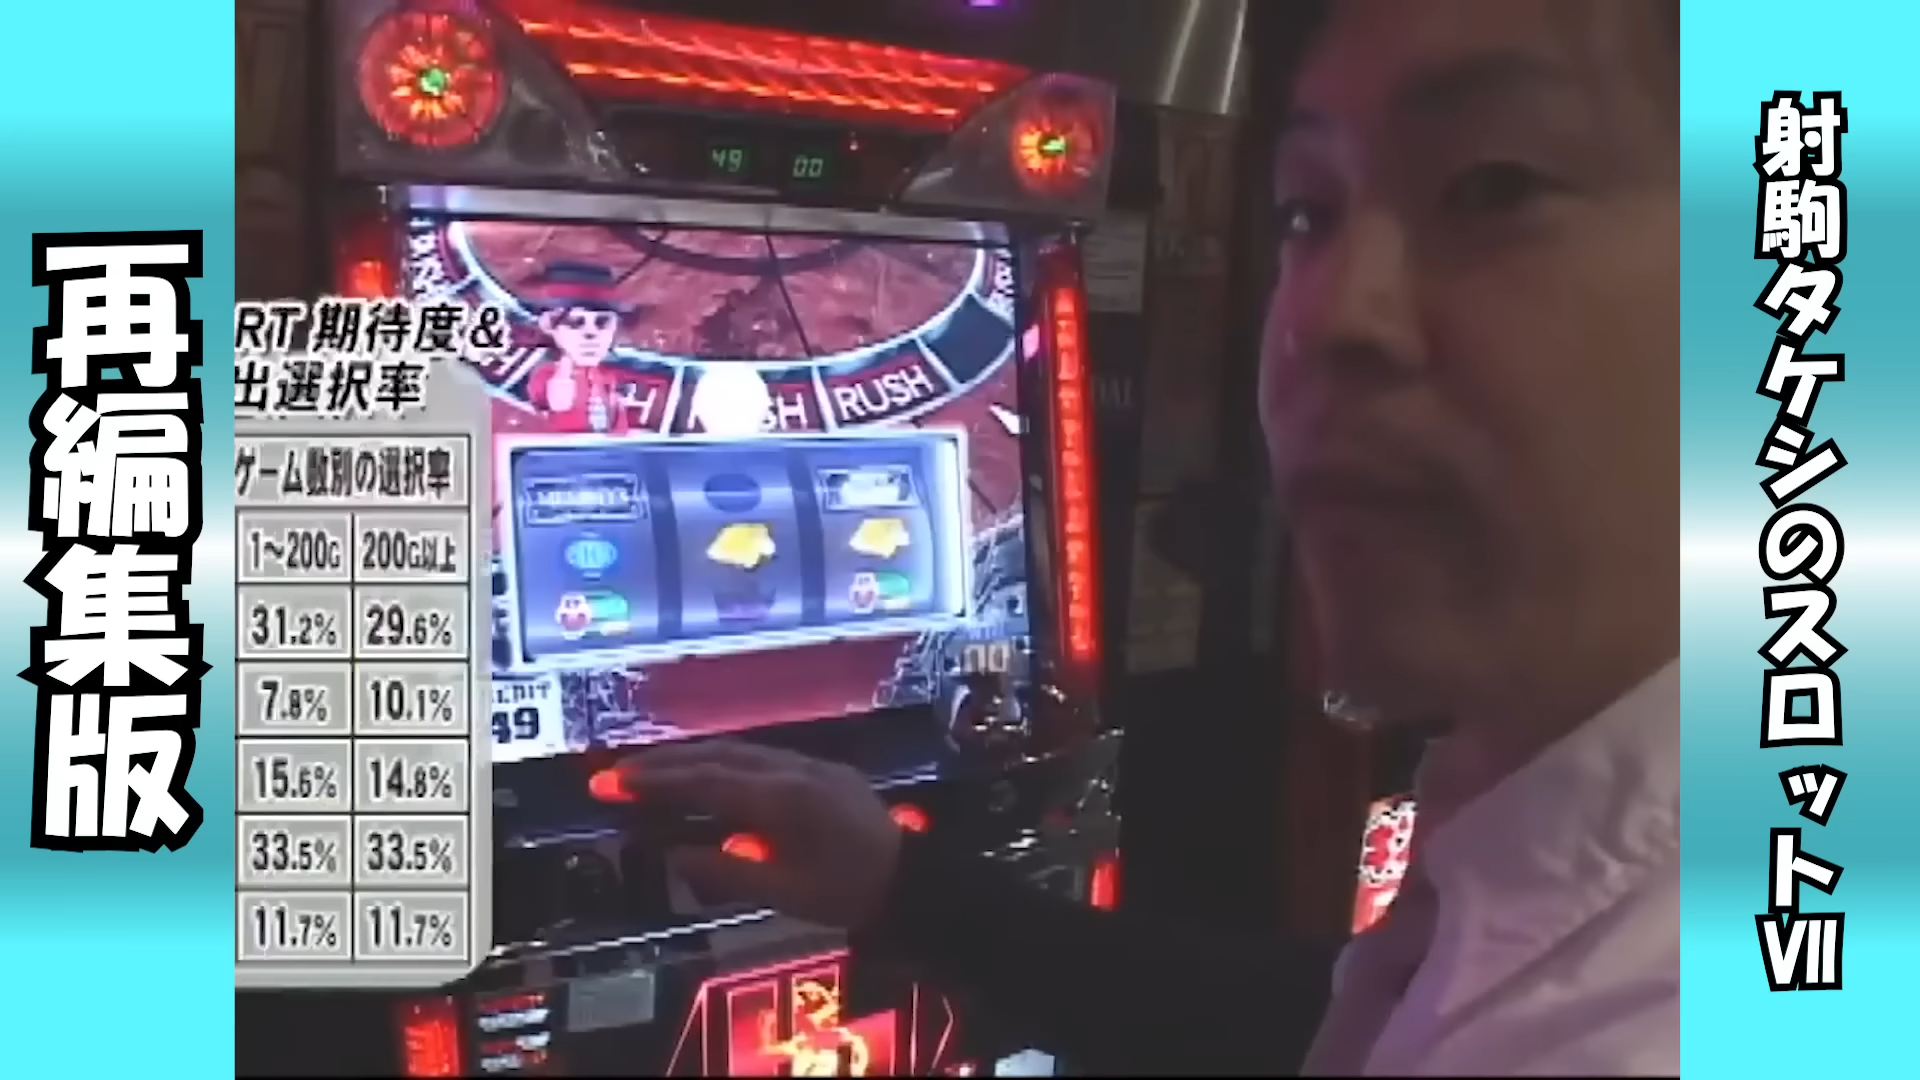 再編集版
RT 期待度&
出選択率
ゲーム数別の選択率
1～200G 200G以上
31.2% 29.6%
7.8% 10.1%
15.6% 14.8%
33.5% 33.5%
11.7% 11.7%
49 00
RUSH
49
射駒タケシのスロットⅦ